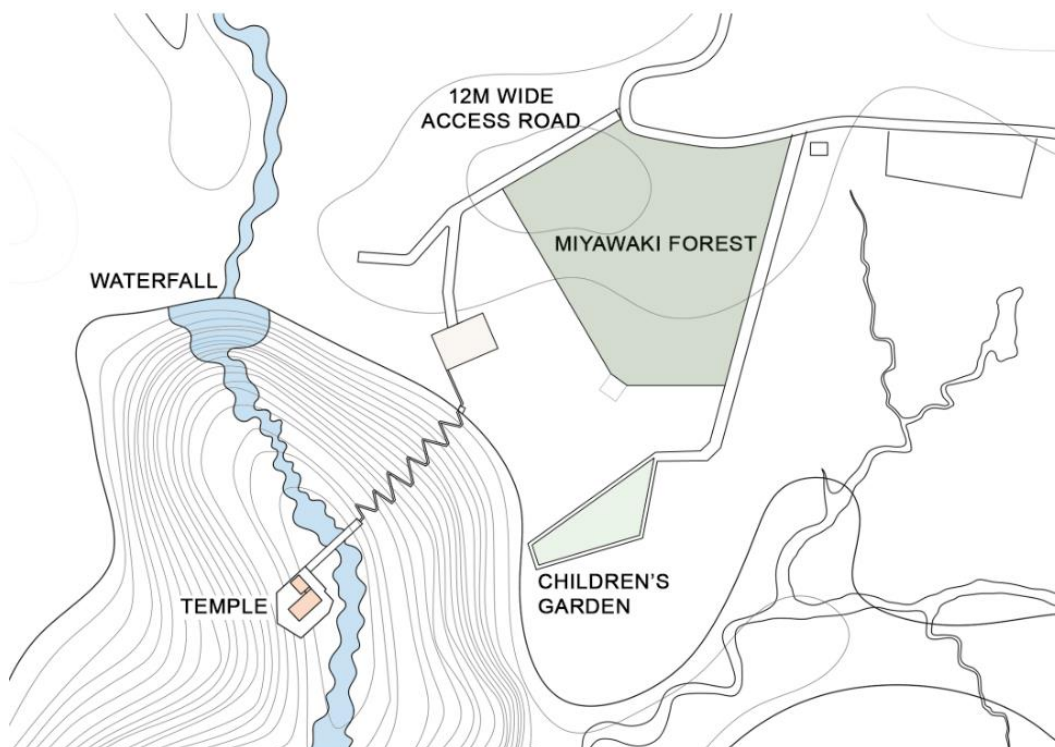 12M WIDE
ACCESS ROAD
MIYAWAKI FOREST
WATERFALL
CHILDREN'S
GARDEN
TEMPLE